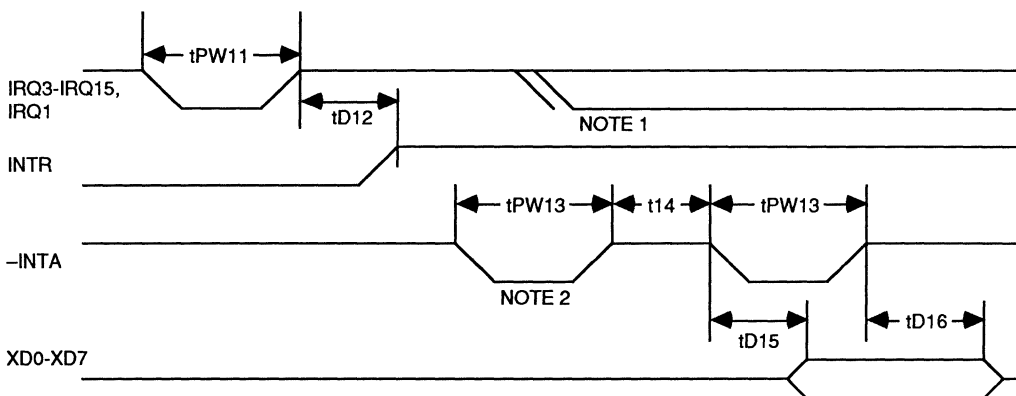 tPW11
IRQ3-IRQ15,
IRQ1
tD12
NOTE 1
INTR
tPW13
t14
tPW13
–INTA
NOTE 2
tD15
tD16
XD0-XD7